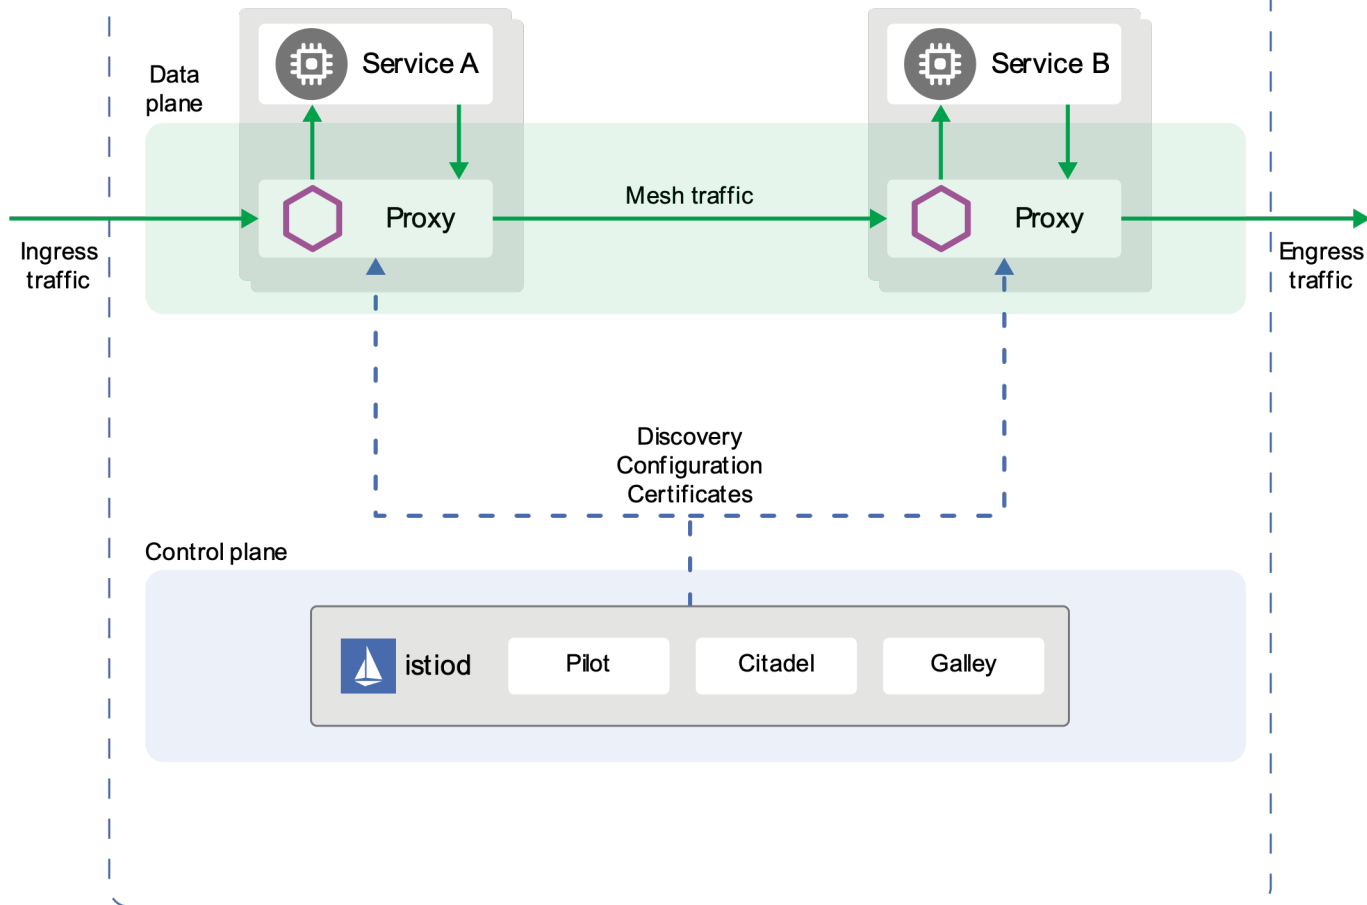 Service A
Service B
Data
plane
Mesh traffic
Proxy
Proxy
Ingress
traffic
Engress
traffic
Discovery
Configuration
Certificates
Control plane
istiod
Pilot
Citadel
Galley